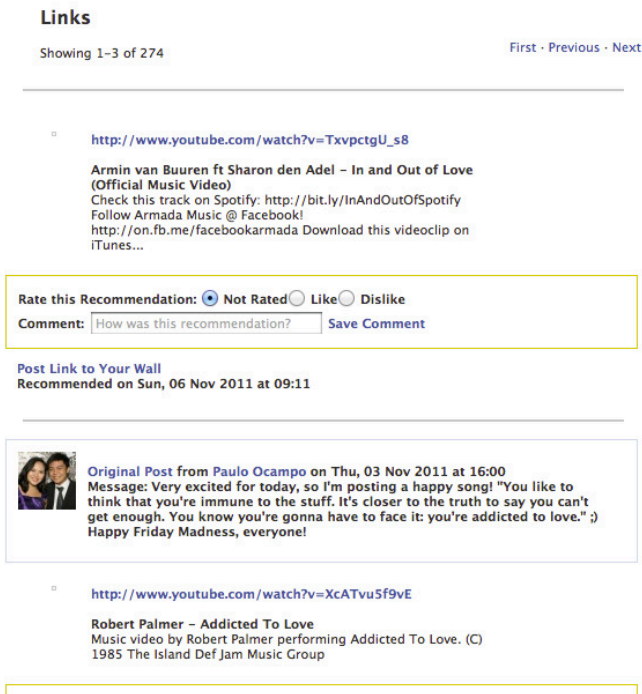 Links
Showing 1-3 of 274
First · Previous · Next
http://www.youtube.com/watch?v=TxvpctgU_s8
Armin van Buuren ft Sharon den Adel - In and Out of Love
(Official Music Video)
Check this track on Spotify: http://bit.ly/InAndOutOfSpotify
Follow Armada Music @ Facebook!
http://on.fb.me/facebookarmada Download this videoclip on
iTunes...
Rate this Recommendation: Not Rated Like Dislike
Comment: How was this recommendation? Save Comment
Post Link to Your Wall
Recommended on Sun, 06 Nov 2011 at 09:11
Original Post from Paulo Ocampo on Thu, 03 Nov 2011 at 16:00
Message: Very excited for today, so I'm posting a happy song! "You like to
think that you're immune to the stuff. It's closer to the truth to say you can't
get enough. You know you're gonna have to face it: you're addicted to love." ;)
Happy Friday Madness, everyone!
http://www.youtube.com/watch?v=XcATvu5f9vE
Robert Palmer - Addicted To Love
Music video by Robert Palmer performing Addicted To Love. (C)
1985 The Island Def Jam Music Group